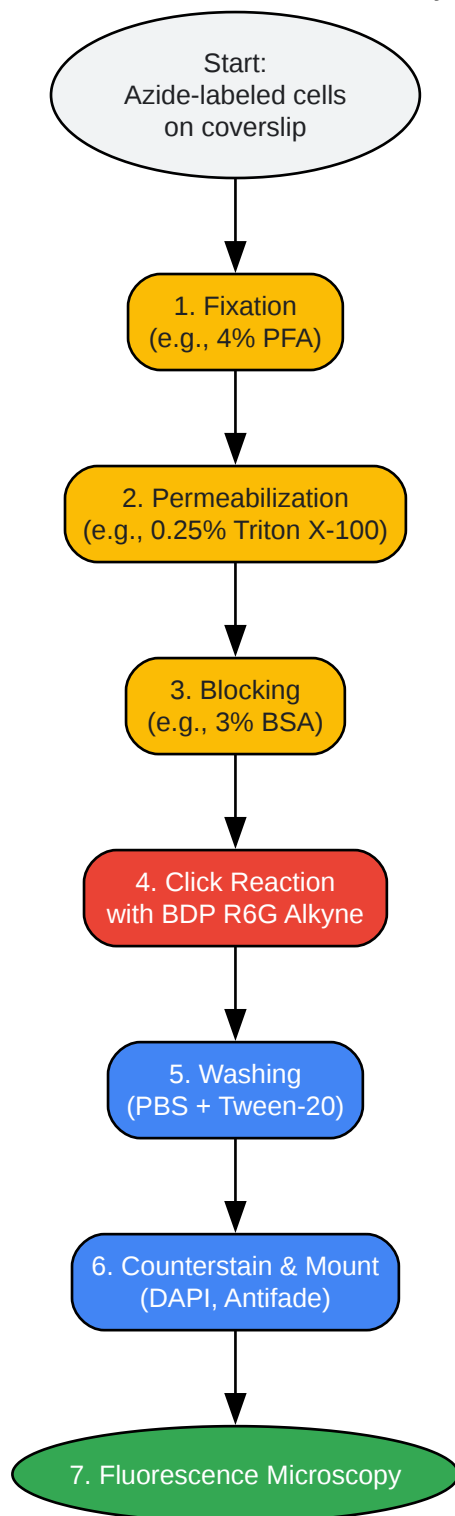 Start:
Azide-labeled cells
on coverslip
1. Fixation
(e.g., 4% PFA)
2. Permeabilization
(e.g., 0.25% Triton X-100)
3. Blocking
(e.g., 3% BSA)
4. Click Reaction
with BDP R6G Alkyne
5. Washing
(PBS + Tween-20)
6. Counterstain & Mount
(DAPI, Antifade)
7. Fluorescence Microscopy